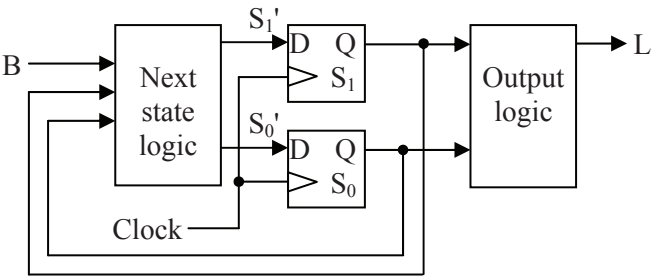 S₁'
D Q
S₁
B
Next
state
logic
Output
logic
L
S₀'
D Q
S₀
Clock